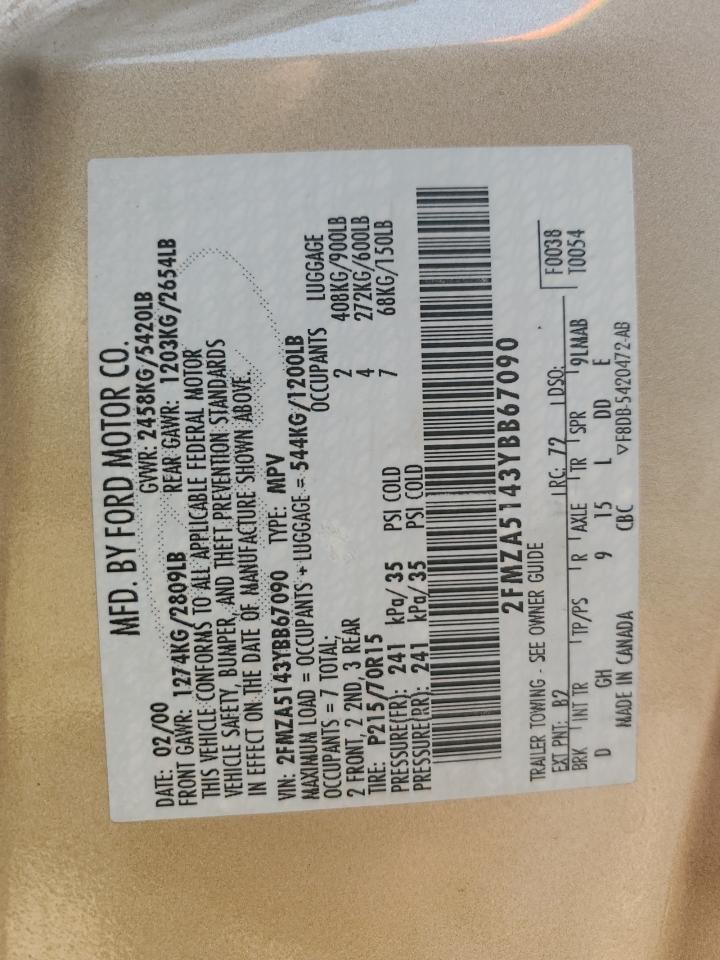 MFD. BY FORD MOTOR CO.
DATE: 02/00 GVWR: 2458KG/5420LB
FRONT GAWR: 1274KG/2809LB REAR GAWR: 1203KG/2654LB
THIS VEHICLE CONFORMS TO ALL APPLICABLE FEDERAL MOTOR
VEHICLE SAFETY, BUMPER, AND THEFT PREVENTION STANDARDS
IN EFFECT ON THE DATE OF MANUFACTURE SHOWN ABOVE.
VIN: 2FMZA5143YBB67090 TYPE: MPV
MAXIMUM LOAD = OCCUPANTS + LUGGAGE = 544KG/1200LB
OCCUPANTS = 7 TOTAL; OCCUPANTS LUGGAGE
2 FRONT, 2 2ND, 3 REAR 2 408KG/900LB
TIRE: P215/70R15 4 272KG/600LB
PRESSURE(FR): 241 kPa/ 35 PSI COLD 7 68KG/150LB
PRESSURE(RR): 241 kPa/ 35 PSI COLD
2FMZA5143YBB67090
TRAILER TOWING - SEE OWNER GUIDE
EXT PNT: B2 RC: 72 DSO: F0038
BRK INT TR TP/PS R AXLE TR SPR 9LMAB T0054
D GH 9 15 L DD E
MADE IN CANADA CBC ▽F8DB-5420472-AB